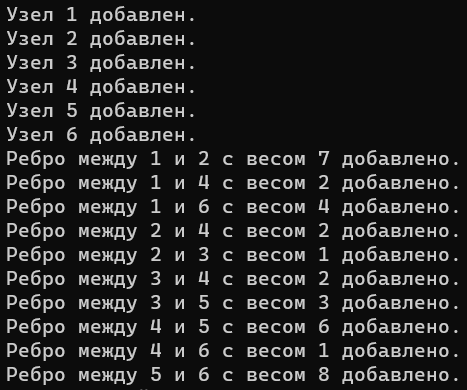 Узел 1 добавлен.
Узел 2 добавлен.
Узел 3 добавлен.
Узел 4 добавлен.
Узел 5 добавлен.
Узел 6 добавлен.
Ребро между 1 и 2 с весом 7 добавлено.
Ребро между 1 и 4 с весом 2 добавлено.
Ребро между 1 и 6 с весом 4 добавлено.
Ребро между 2 и 4 с весом 2 добавлено.
Ребро между 2 и 3 с весом 1 добавлено.
Ребро между 3 и 4 с весом 2 добавлено.
Ребро между 3 и 5 с весом 3 добавлено.
Ребро между 4 и 5 с весом 6 добавлено.
Ребро между 4 и 6 с весом 1 добавлено.
Ребро между 5 и 6 с весом 8 добавлено.